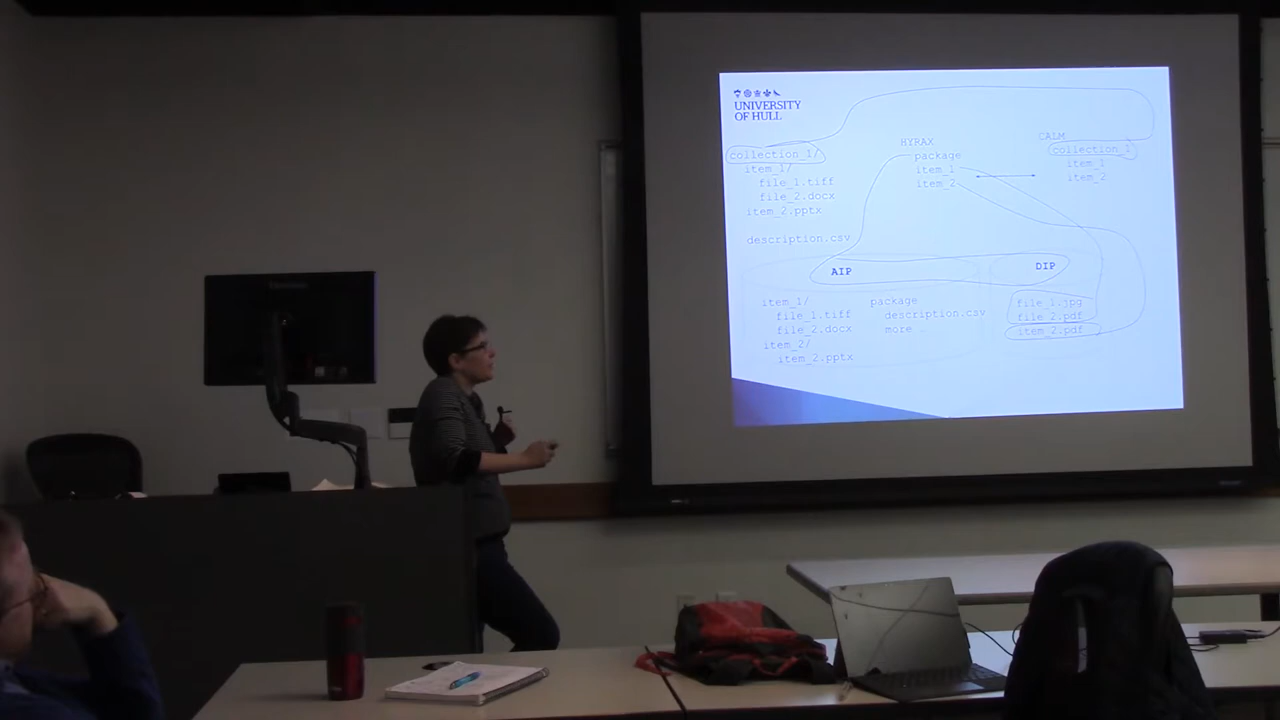 UNIVERSITY
OF HULL
collection_1/
item_1/
file_1.tiff
file_2.docx
item_2.pptx
description.csv
HYRAX
package
item_1
item_2
CALM
collection_1
item_1
item_2
AIP
DIP
item_1/
file_1.tiff
file_2.docx
item_2/
item_2.pptx
package
description.csv
more …
file_1.jpg
file_2.pdf
item_2.pdf